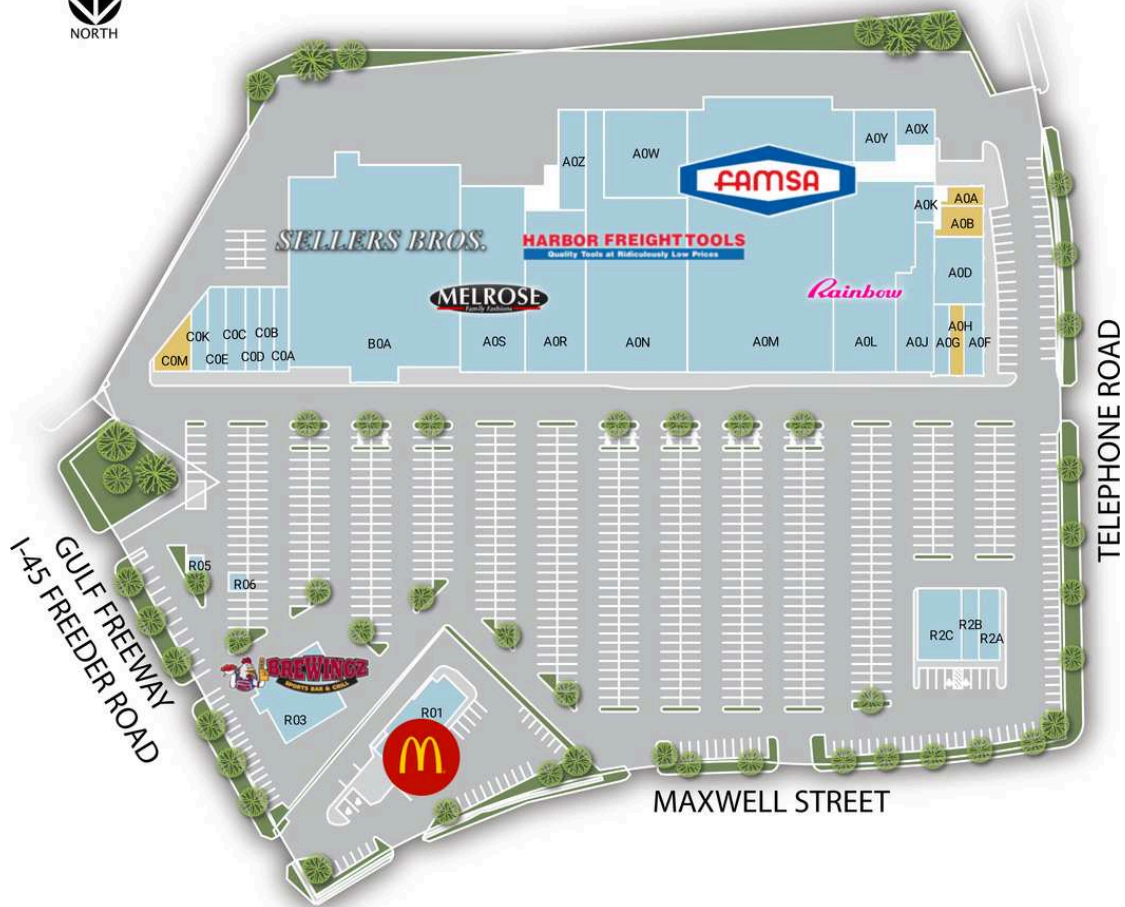 NORTH
A0Y
A0X
A0Z
A0W
FAMSA
A0K
A0A
A0B
SELLERS BROS.
HARBOR FREIGHT TOOLS
Quality Tools at Ridiculously Low Prices
A0D
MELROSE
Family Fashions
Rainbow
C0M
C0K
C0E
C0C
C0D
C0B
C0A
B0A
A0S
A0R
A0N
A0M
A0L
A0J
A0G
A0H
A0F
TELEPHONE ROAD
GULF FREEWAY
I-45 FREEDER ROAD
R05
R06
R2C
R2B
R2A
BREWINGZ
SPORTS BAR & GRILL
R03
R01
M
MAXWELL STREET